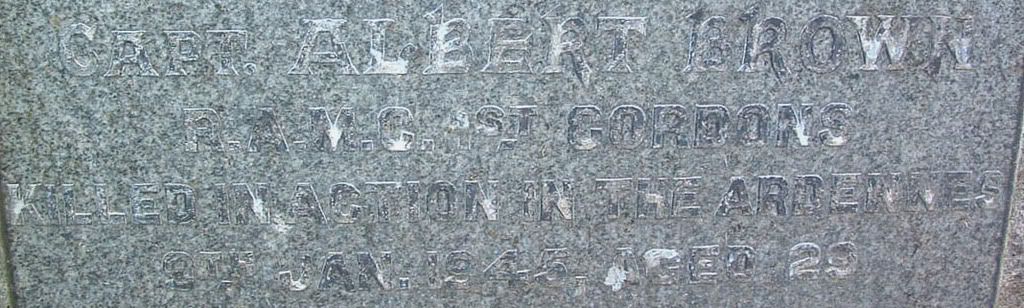 CAPT. ALBERT BROWN
R.A.M.C. 1ST GORDONS
KILLED IN ACTION IN THE ARDENNES
9TH JAN. 1945, AGED 29